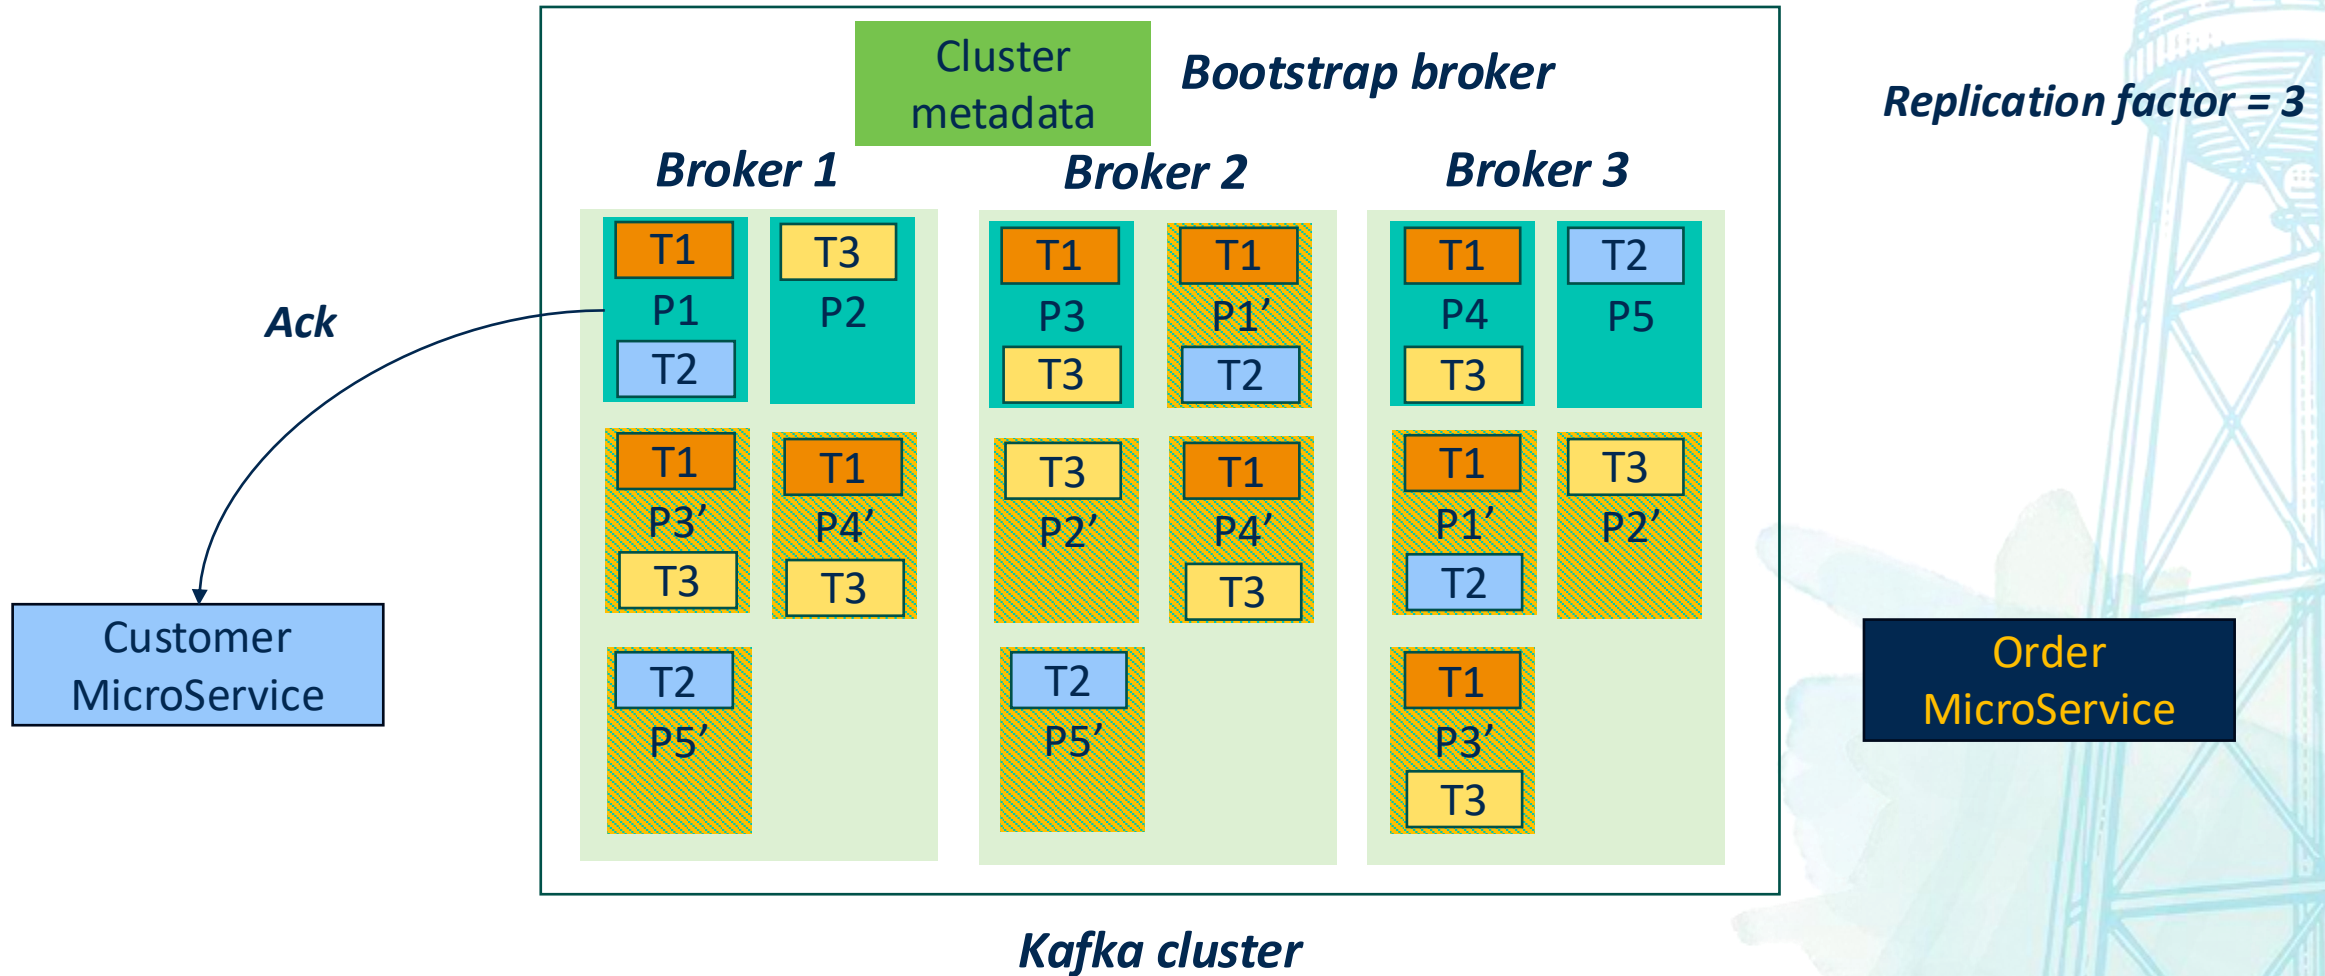 Cluster
metadata
Bootstrap broker
Replication factor = 3
Broker 1
Broker 2
Broker 3
T1
P1
T2
T3
P2
T1
P3
T3
T1
P1’
T2
T1
P4
T3
T2
P5
Ack
T1
P3’
T3
T1
P4’
T3
T3
P2’
T1
P4’
T3
T1
P1’
T2
T3
P2’
T2
P5’
T2
P5’
T1
P3’
T3
Customer
MicroService
Order
MicroService
Kafka cluster